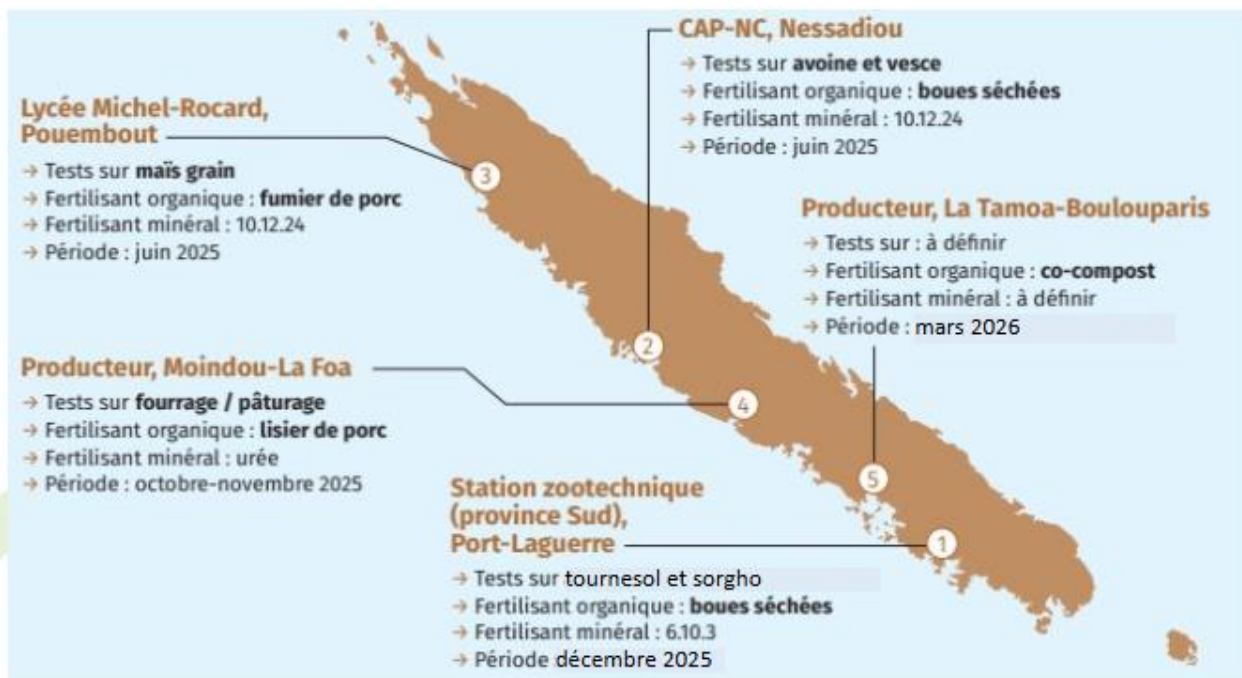 CAP-NC, Nessadiou
→ Tests sur avoine et vesce
→ Fertilisant organique : boues séchées
→ Fertilisant minéral : 10.12.24
→ Période : juin 2025
Lycée Michel-Rocard,
Pouembout
→ Tests sur maïs grain
→ Fertilisant organique : fumier de porc
→ Fertilisant minéral : 10.12.24
→ Période : juin 2025
3
Producteur, La Tamoa-Boulouparis
→ Tests sur : à définir
→ Fertilisant organique : co-compost
→ Fertilisant minéral : à définir
→ Période : mars 2026
2
Producteur, Moindou-La Foa
→ Tests sur fourrage / pâturage
→ Fertilisant organique : lisier de porc
→ Fertilisant minéral : urée
→ Période : octobre-novembre 2025
4
5
Station zootechnique
(province Sud),
Port-Laguerre
→ Tests sur tournesol et sorgho
→ Fertilisant organique : boues séchées
→ Fertilisant minéral : 6.10.3
→ Période décembre 2025
1